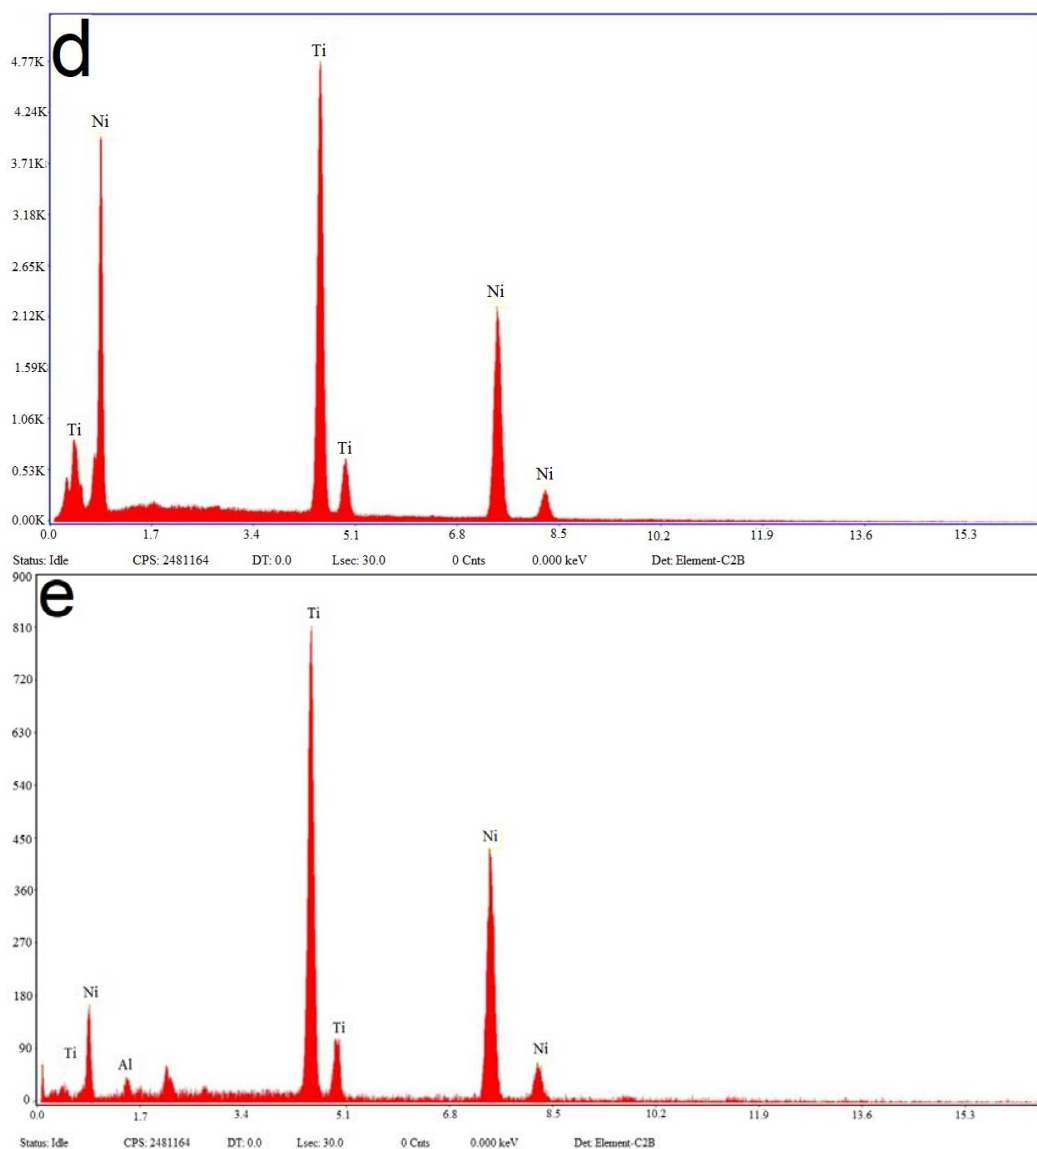 d
Ti
4.77K
Ni
4.24K
3.71K
3.18K
2.65K
Ni
2.12K
1.59K
1.06K
Ti
Ti
0.53K
Ni
0.00K
0.0 1.7 3.4 5.1 6.8 8.5 10.2 11.9 13.6 15.3
Status: Idle CPS: 2481164 DT: 0.0 Lsec: 30.0 0 Cnts 0.000 keV Det: Element-C2B
900
e
Ti
810
720
630
540
450
Ni
360
270
180
Ni
90
Ti
Al
Ti
Ni
0
0.0 1.7 3.4 5.1 6.8 8.5 10.2 11.9 13.6 15.3
Status: Idle CPS: 2481164 DT: 0.0 Lsec: 30.0 0 Cnts 0.000 keV Det: Element-C2B